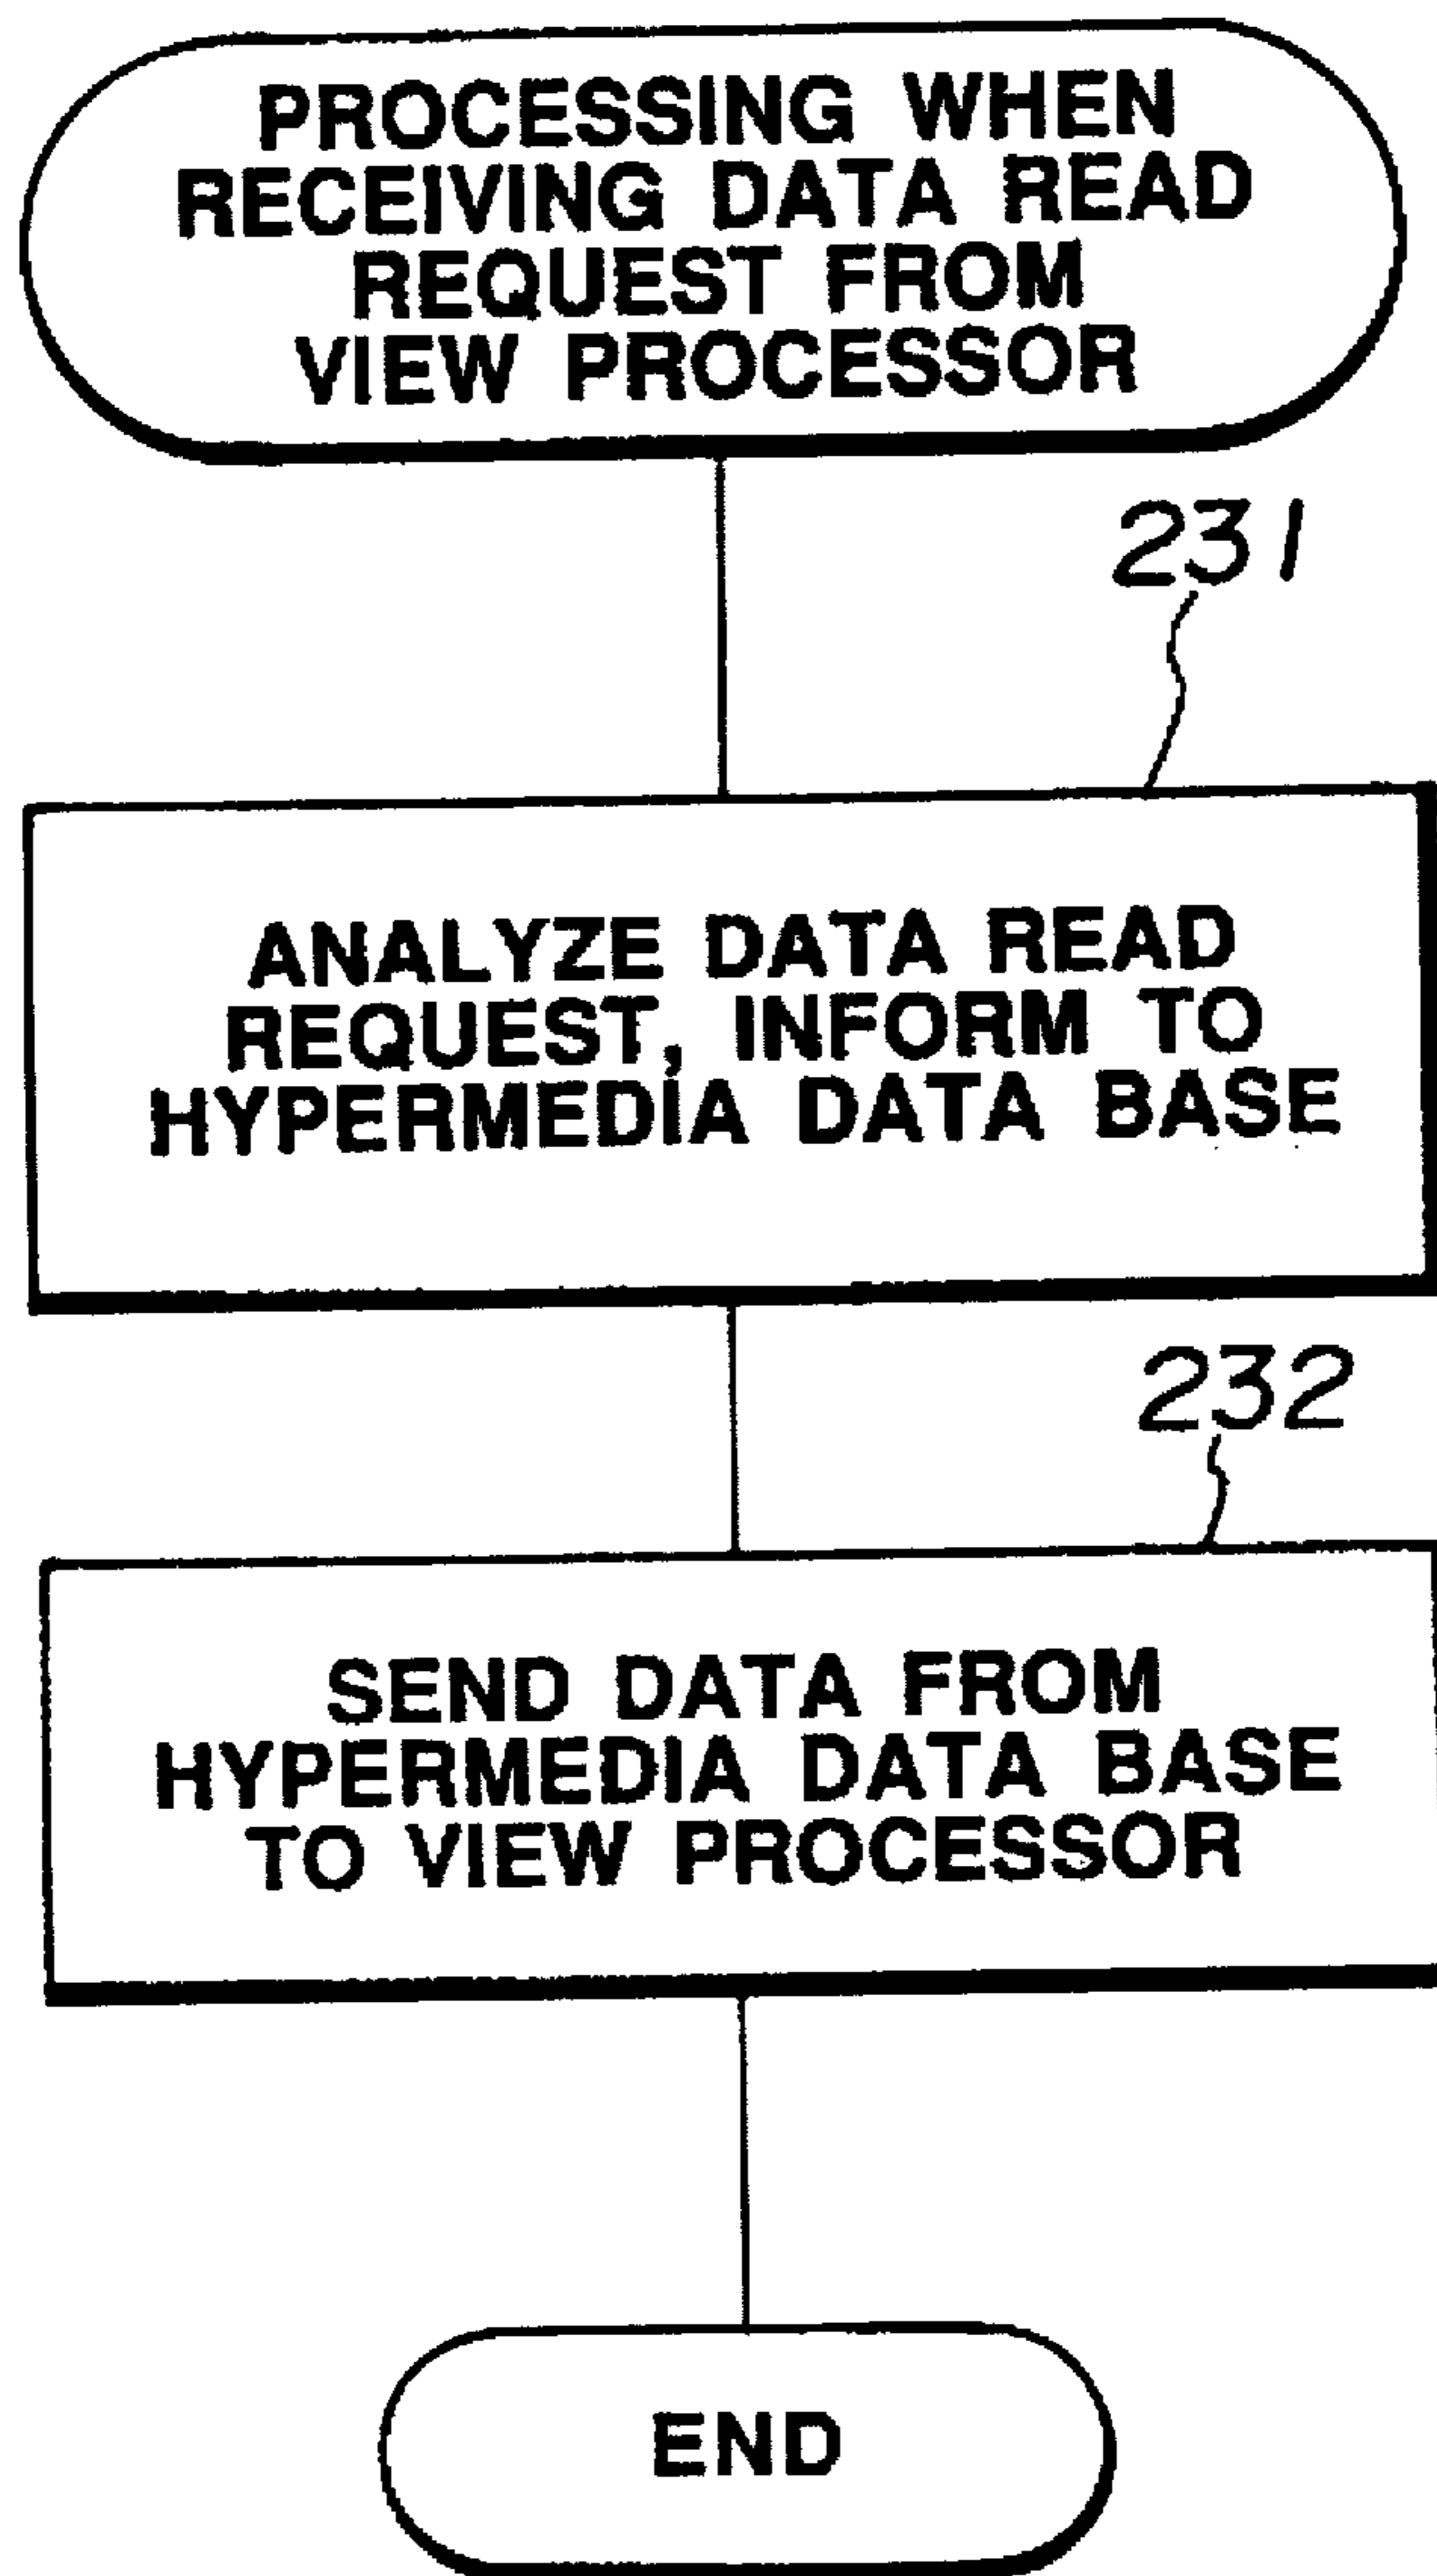 PROCESSING WHEN
RECEIVING DATA READ
REQUEST FROM
VIEW PROCESSOR
231
ANALYZE DATA READ
REQUEST, INFORM TO
HYPERMEDIA DATA BASE
232
SEND DATA FROM
HYPERMEDIA DATA BASE
TO VIEW PROCESSOR
END